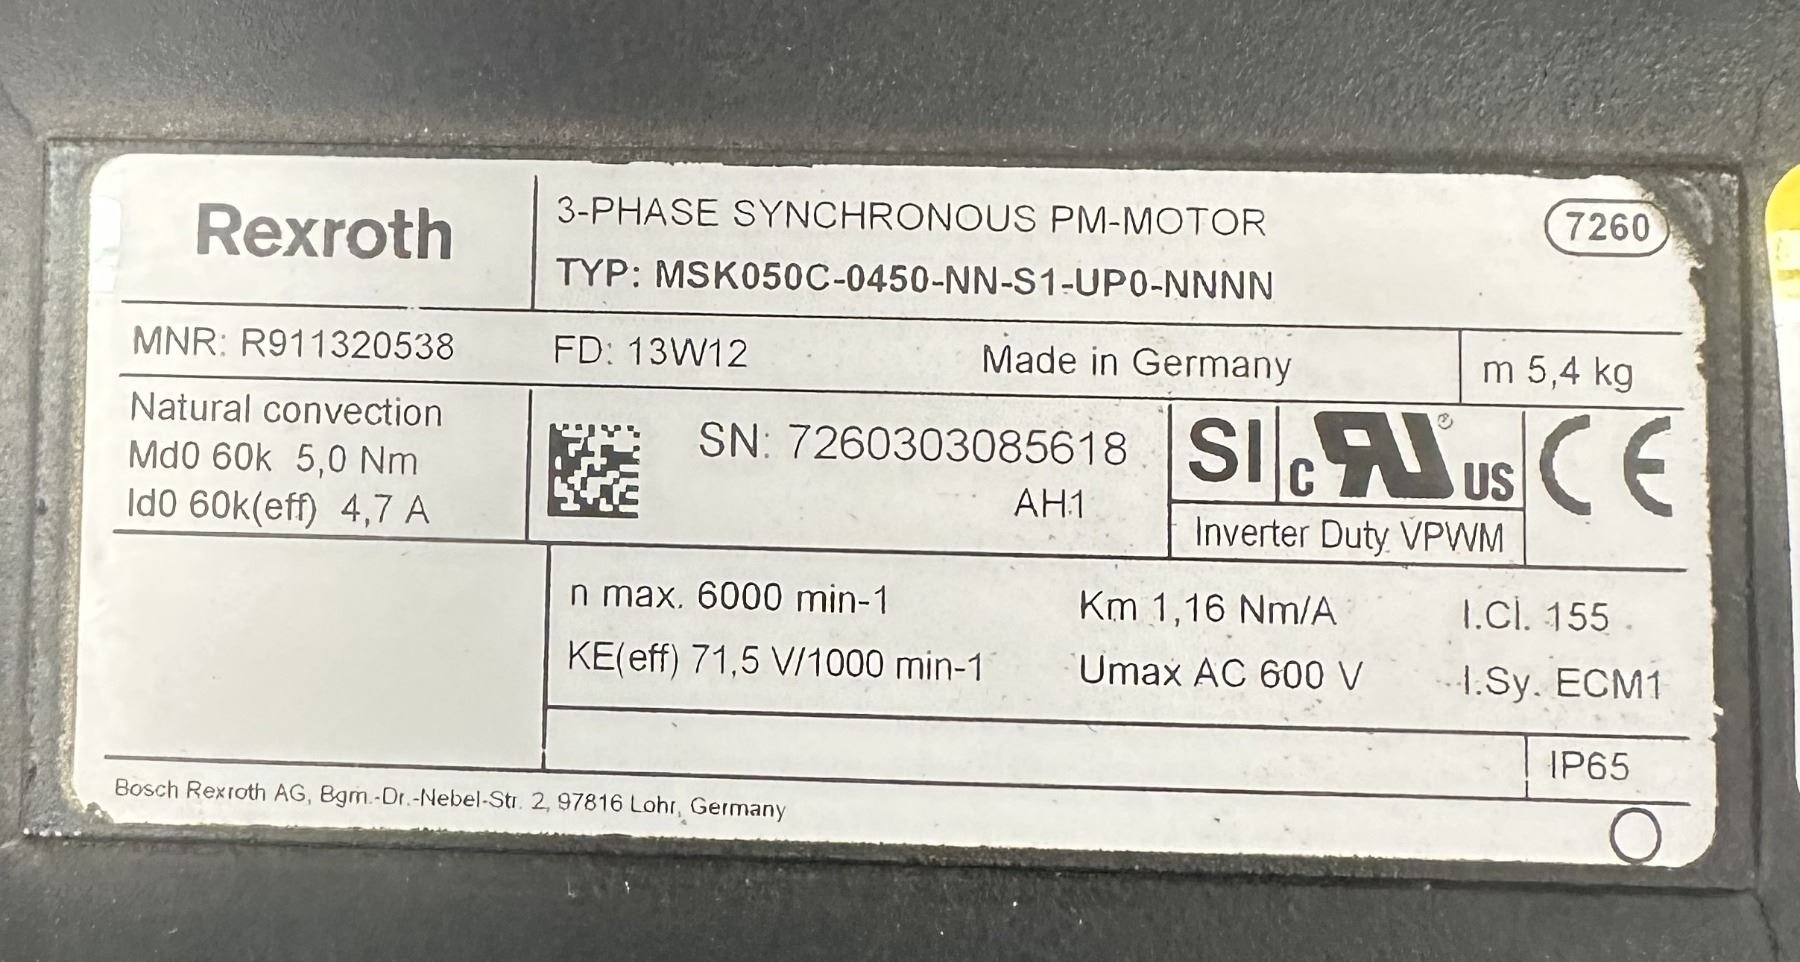 Rexroth
3-PHASE SYNCHRONOUS PM-MOTOR
7260
TYP: MSK050C-0450-NN-S1-UP0-NNNN
MNR: R911320538
FD: 13W12
Made in Germany
m 5,4 kg
Natural convection
Md0 60k 5,0 Nm
Id0 60k(eff) 4,7 A
SN: 7260303085618
AH1
SI
c RU ® US
CE
Inverter Duty VPWM
n max. 6000 min-1
Km 1,16 Nm/A
I.Cl. 155
KE(eff) 71,5 V/1000 min-1
Umax AC 600 V
I.Sy. ECM1
IP65
Bosch Rexroth AG, Bgm.-Dr.-Nebel-Str. 2, 97816 Lohr, Germany